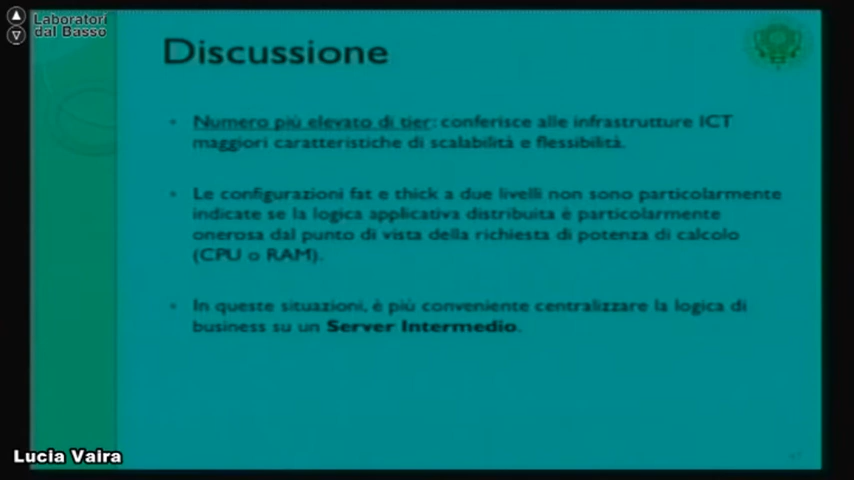 Laboratori
dal Basso
Discussione
• Numero più elevato di tier: conferisce alle infrastrutture ICT
maggiori caratteristiche di scalabilità e flessibilità.
• Le configurazioni fat e thick a due livelli non sono particolarmente
indicate se la logica applicativa distribuita è particolarmente
onerosa dal punto di vista della richiesta di potenza di calcolo
(CPU o RAM).
• In queste situazioni, è più conveniente centralizzare la logica di
business su un Server Intermedio.
Lucia Vaira